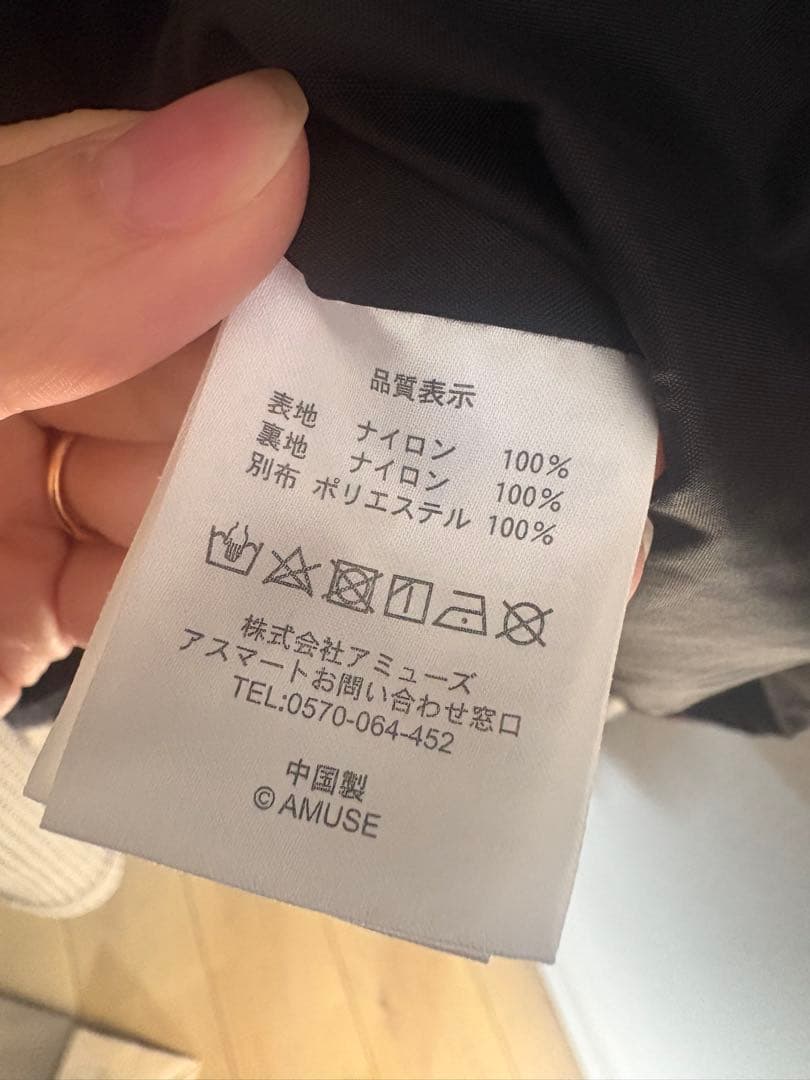 品質表示
表地 ナイロン 100%
裏地 ナイロン 100%
別布 ポリエステル 100%
株式会社アミューズ
アスマートお問い合わせ窓口
TEL:0570-064-452
中国製
© AMUSE